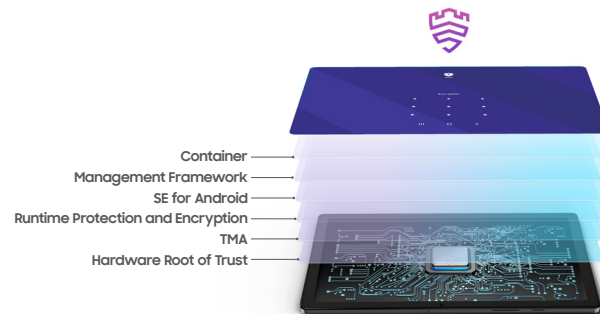 Container
Management Framework
SE for Android
Runtime Protection and Encryption
TMA
Hardware Root of Trust